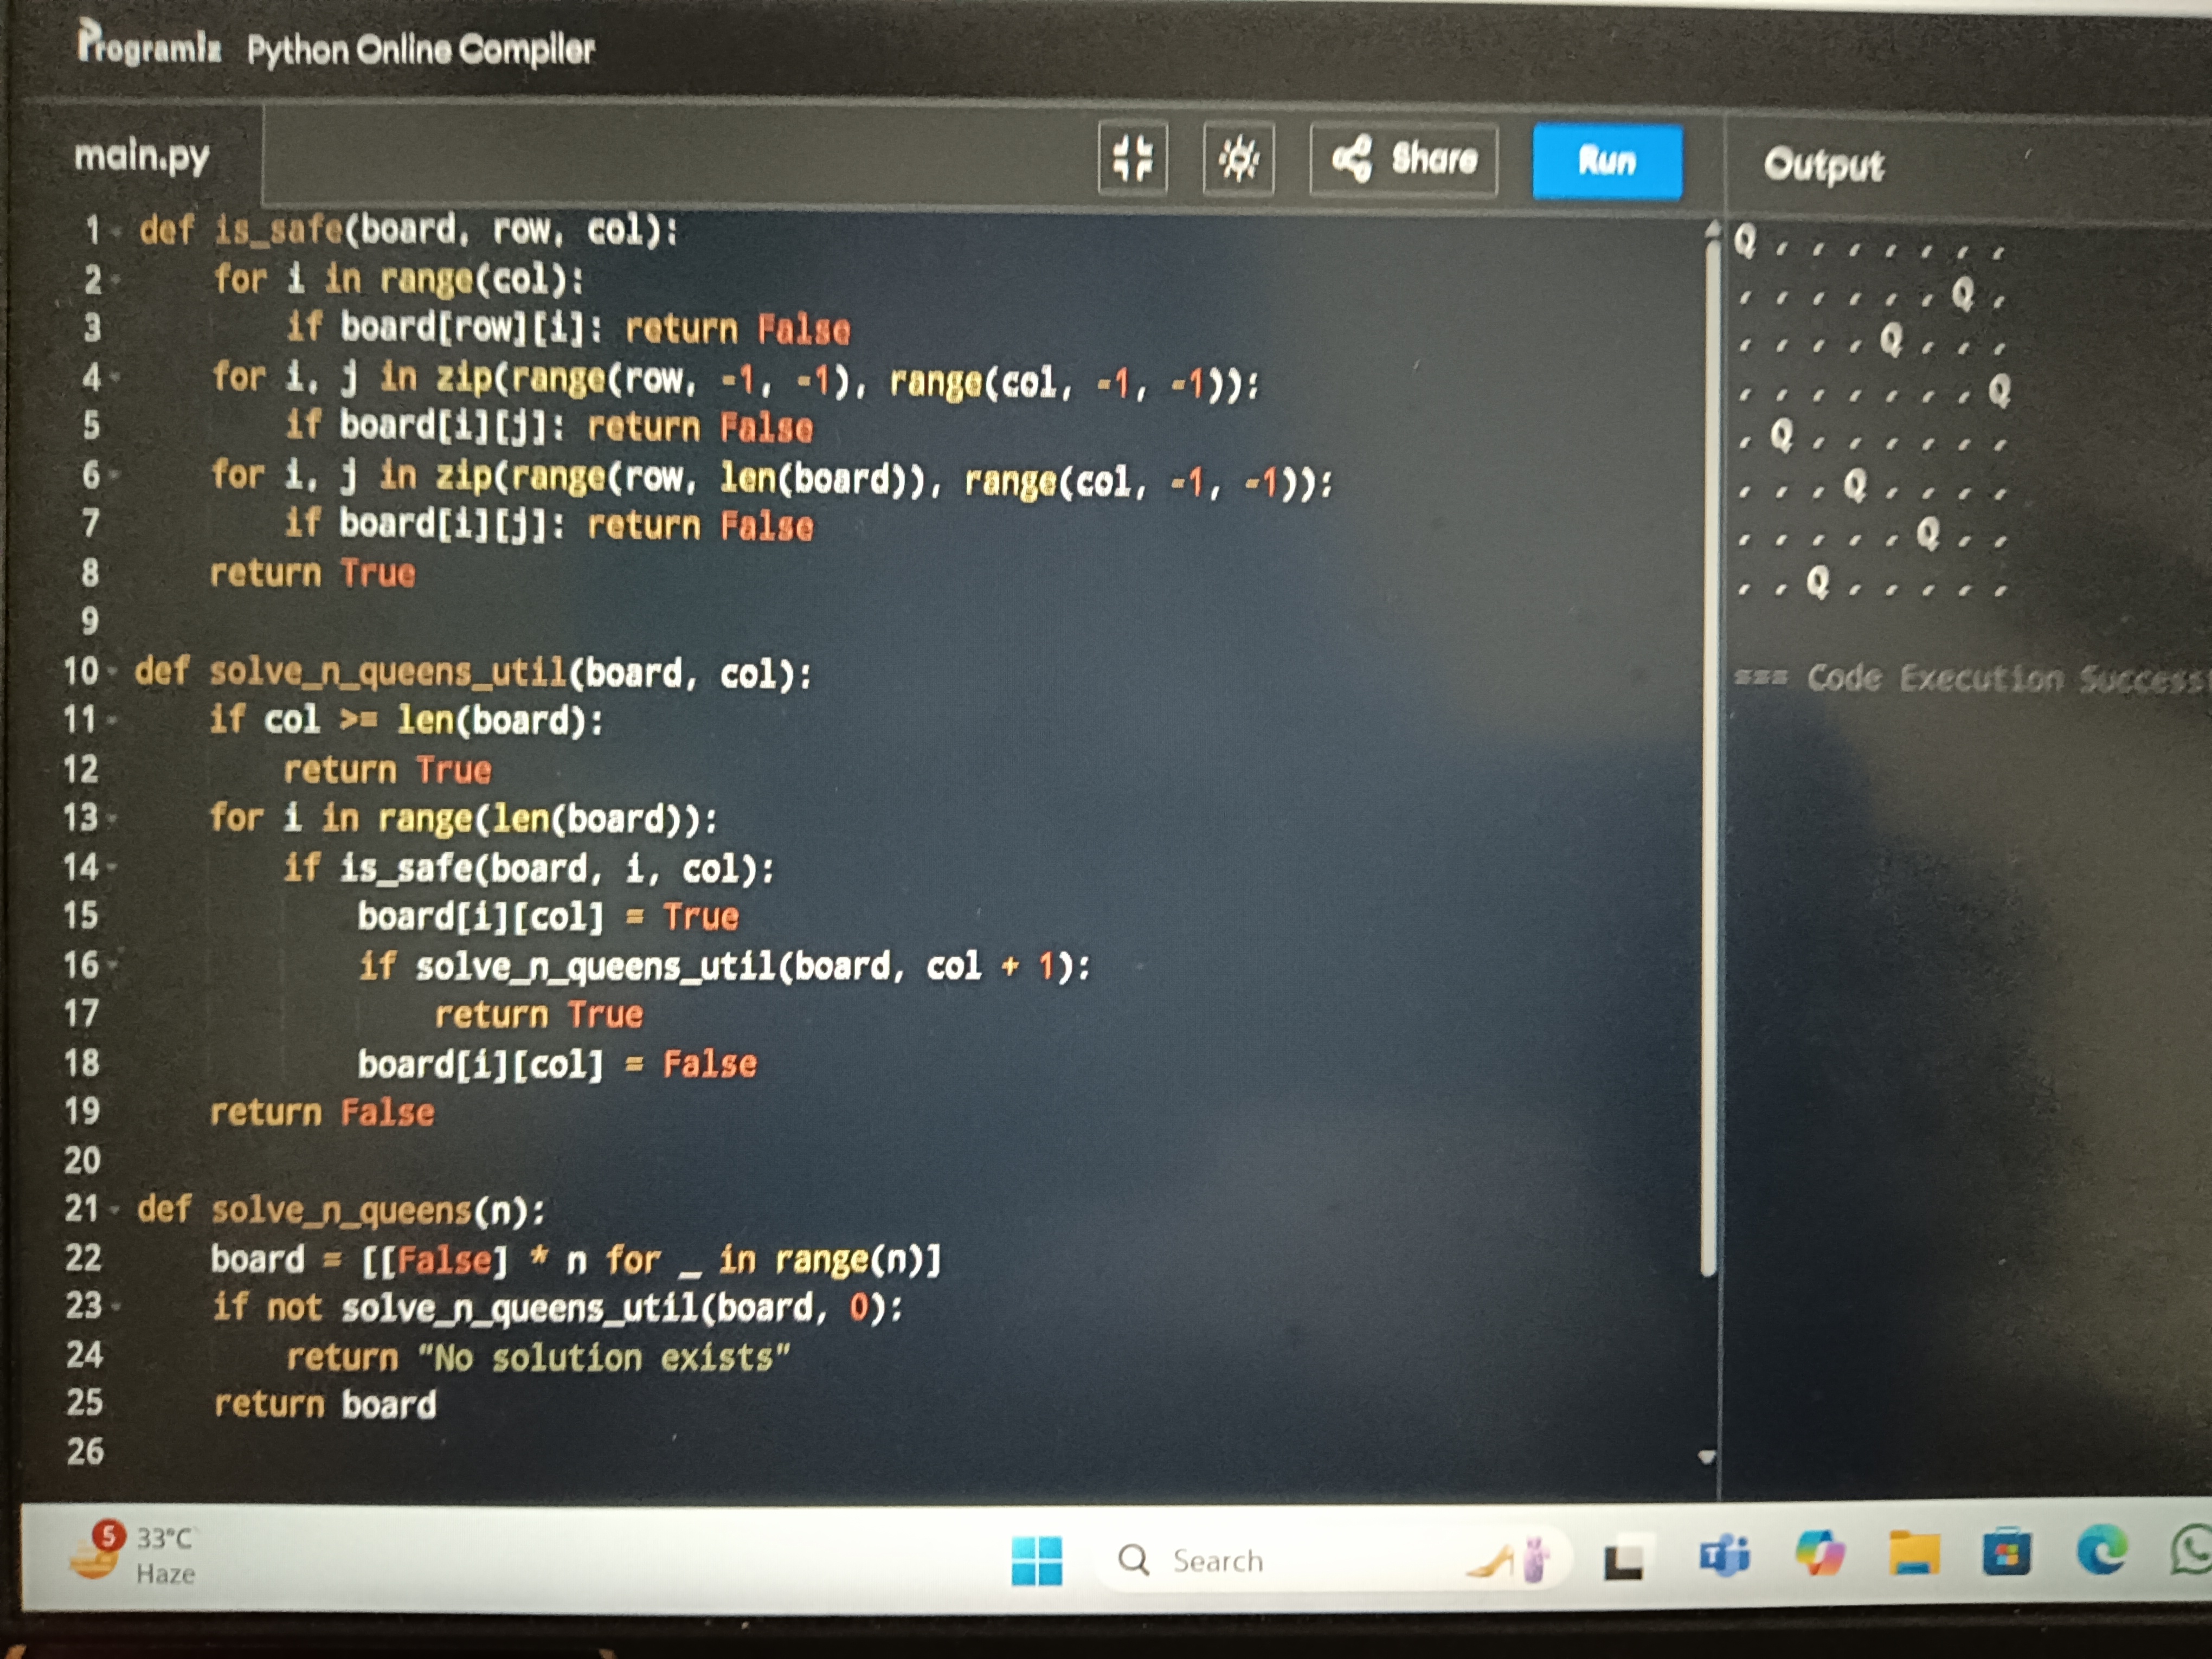 Programiz Python Online Compiler
main.py Share Run Output
1 def is_safe(board, row, col):
2     for i in range(col):
3         if board[row][i]: return False
4     for i, j in zip(range(row, -1, -1), range(col, -1, -1)):
5         if board[i][j]: return False
6     for i, j in zip(range(row, len(board)), range(col, -1, -1)):
7         if board[i][j]: return False
8     return True
9
10 def solve_n_queens_util(board, col):
11     if col >= len(board):
12         return True
13     for i in range(len(board)):
14         if is_safe(board, i, col):
15             board[i][col] = True
16             if solve_n_queens_util(board, col + 1):
17                 return True
18             board[i][col] = False
19     return False
20
21 def solve_n_queens(n):
22     board = [[False] * n for _ in range(n)]
23     if not solve_n_queens_util(board, 0):
24         return "No solution exists"
25     return board
26
Q . . . . . . .
. . . . . . Q .
. . . . Q . . .
. . . . . . . Q
. Q . . . . . .
. . . Q . . . .
. . . . . Q . .
. . Q . . . . .
=== Code Execution Success
5 33°C
Haze
Search